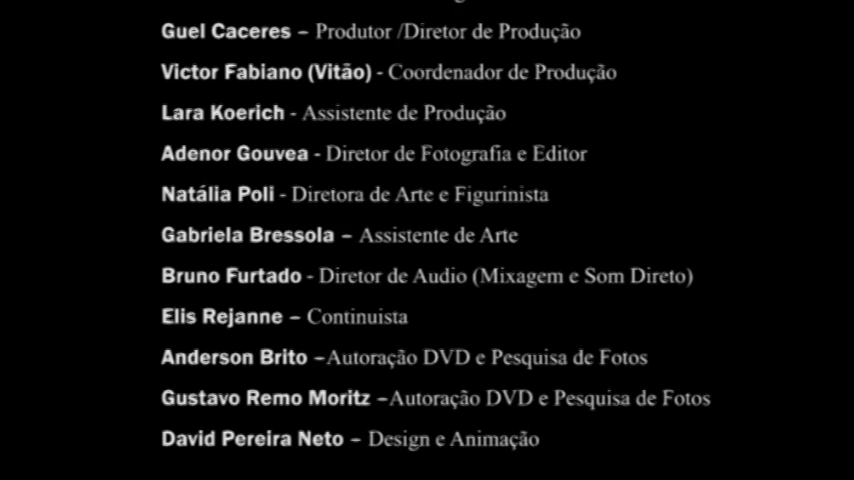 Guel Caceres – Produtor /Diretor de Produção
Victor Fabiano (Vitão) - Coordenador de Produção
Lara Koerich - Assistente de Produção
Adenor Gouvea - Diretor de Fotografia e Editor
Natália Poli - Diretora de Arte e Figurinista
Gabriela Bressola – Assistente de Arte
Bruno Furtado - Diretor de Audio (Mixagem e Som Direto)
Elis Rejanne – Continuista
Anderson Brito –Autoração DVD e Pesquisa de Fotos
Gustavo Remo Moritz –Autoração DVD e Pesquisa de Fotos
David Pereira Neto – Design e Animação